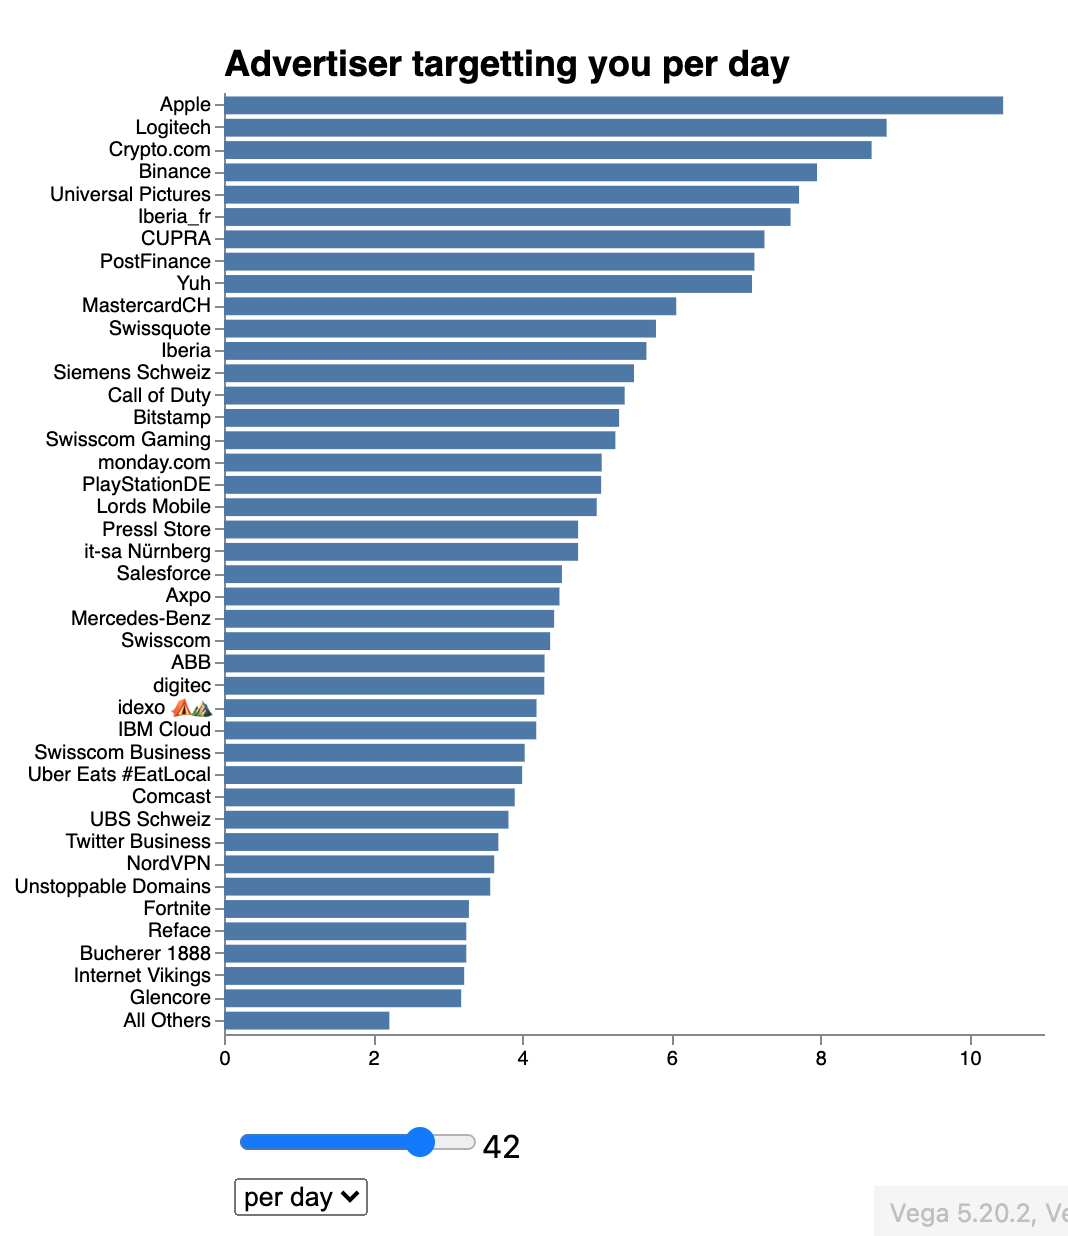 Advertiser targetting you per day
Apple
Logitech
Crypto.com
Binance
Universal Pictures
Iberia_fr
CUPRA
PostFinance
Yuh
MastercardCH
Swissquote
Iberia
Siemens Schweiz
Call of Duty
Bitstamp
Swisscom Gaming
monday.com
PlayStationDE
Lords Mobile
Pressl Store
it-sa Nürnberg
Salesforce
Axpo
Mercedes-Benz
Swisscom
ABB
digitec
idexo 🏕⛰
IBM Cloud
Swisscom Business
Uber Eats #EatLocal
Comcast
UBS Schweiz
Twitter Business
NordVPN
Unstoppable Domains
Fortnite
Reface
Bucherer 1888
Internet Vikings
Glencore
All Others
0 2 4 6 8 10
42
per day
Vega 5.20.2, Ve